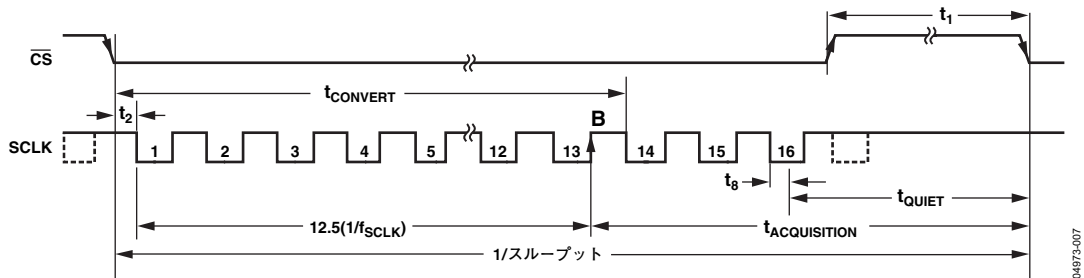 t1
CS
tCONVERT
t2
B
SCLK
1 2 3 4 5 12 13 14 15 16
t8
tQUIET
12.5(1/fSCLK)
tACQUISITION
1/スループット
04973-007